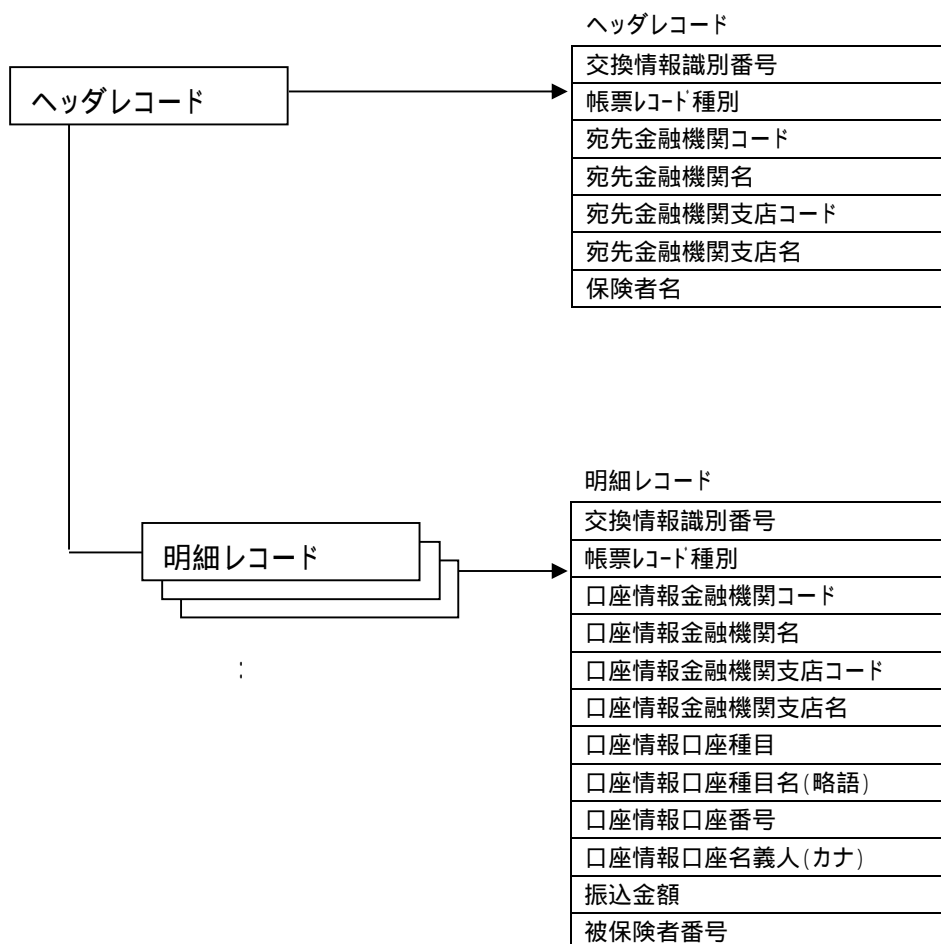 ヘッダレコード
ヘッダレコード
交換情報識別番号
帳票ﾚｺｰﾄﾞ種別
宛先金融機関コード
宛先金融機関名
宛先金融機関支店コード
宛先金融機関支店名
保険者名
明細レコード
明細レコード
:
交換情報識別番号
帳票ﾚｺｰﾄﾞ種別
口座情報金融機関コード
口座情報金融機関名
口座情報金融機関支店コード
口座情報金融機関支店名
口座情報口座種目
口座情報口座種目名(略語)
口座情報口座番号
口座情報口座名義人(カナ)
振込金額
被保険者番号